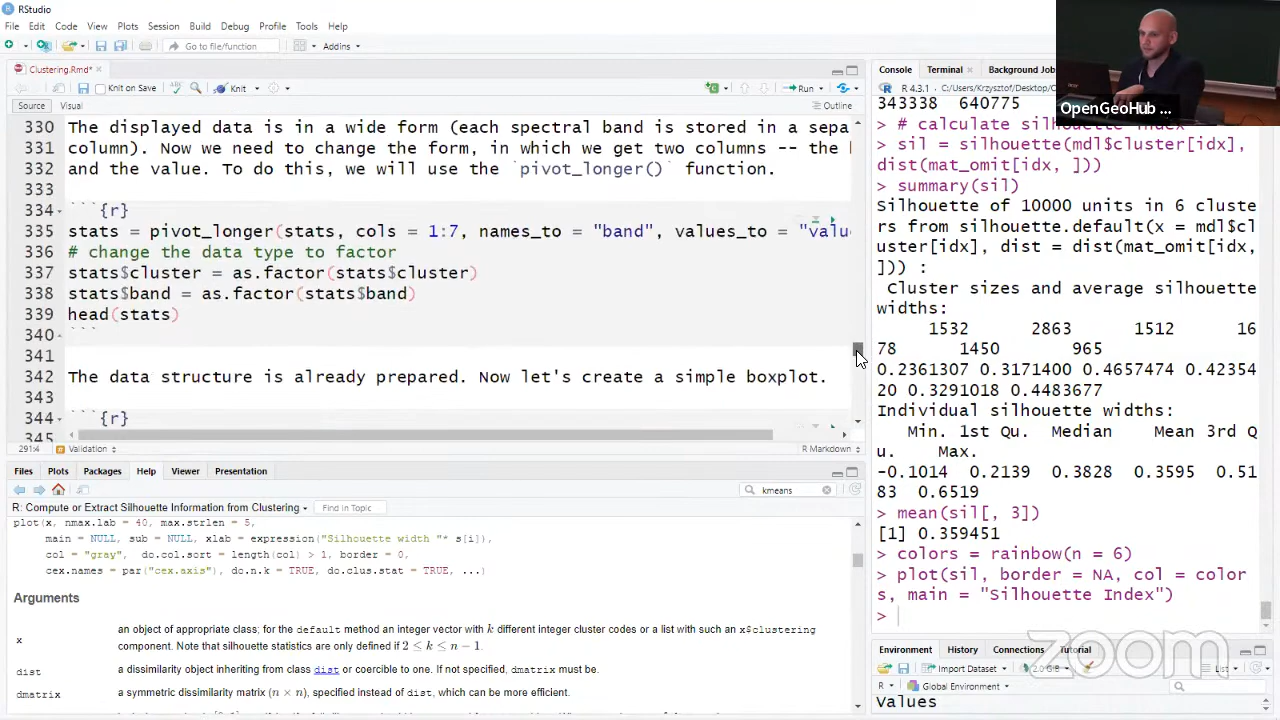 RStudio
File Edit Code View Plots Session Build Debug Profile Tools Help
Go to file/function Addins
Clustering.Rmd*
Knit on Save Knit Run
Source Visual Outline
330 The displayed data is in a wide form (each spectral band is stored in a sepa
331 column). Now we need to change the form, in which we get two columns -- the
332 and the value. To do this, we will use the `pivot_longer()` function.
333
334 ```{r}
335 stats = pivot_longer(stats, cols = 1:7, names_to = "band", values_to = "valu
336 # change the data type to factor
337 stats$cluster = as.factor(stats$cluster)
338 stats$band = as.factor(stats$band)
339 head(stats)
340 ```
341
342 The data structure is already prepared. Now let's create a simple boxplot.
343
344 ```{r}
345
291:4 Validation R Markdown
Files Plots Packages Help Viewer Presentation
kmeans
R: Compute or Extract Silhouette Information from Clustering Find in Topic
plot(x, nmax.lab = 40, max.strlen = 5,
main = NULL, sub = NULL, xlab = expression("Silhouette width "* s[i]),
col = "gray", do.col.sort = length(col) > 1, border = 0,
cex.names = par("cex.axis"), do.n.k = TRUE, do.clus.stat = TRUE, ...)
Arguments
x an object of appropriate class; for the default method an integer vector with k different integer cluster codes or a list with such an x$clustering
component. Note that silhouette statistics are only defined if 2 ≤ k ≤ n − 1.
dist a dissimilarity object inheriting from class dist or coercible to one. If not specified, dmatrix must be.
dmatrix a symmetric dissimilarity matrix (n × n), specified instead of dist, which can be more efficient.
Console Terminal Background Jobs
R 4.3.1 · C:/Users/Krzysztof/Desktop/C
OpenGeoHub ...
343338 640775
> # calculate silhouette index
> sil = silhouette(mdl$cluster[idx],
dist(mat_omit[idx, ]))
> summary(sil)
Silhouette of 10000 units in 6 cluste
rs from silhouette.default(x = mdl$cl
uster[idx], dist = dist(mat_omit[idx,
])) :
Cluster sizes and average silhouette
widths:
1532 2863 1512 16
78 1450 965
0.2361307 0.3171400 0.4657474 0.42354
20 0.3291018 0.4483677
Individual silhouette widths:
Min. 1st Qu. Median Mean 3rd Q
u. Max.
-0.1014 0.2139 0.3828 0.3595 0.51
83 0.6519
> mean(sil[, 3])
[1] 0.359451
> colors = rainbow(n = 6)
> plot(sil, border = NA, col = color
s, main = "Silhouette Index")
>
zoom
Environment History Connections Tutorial
Import Dataset List
R Global Environment
Values